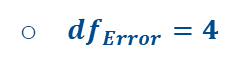 ○ df_Error = 4